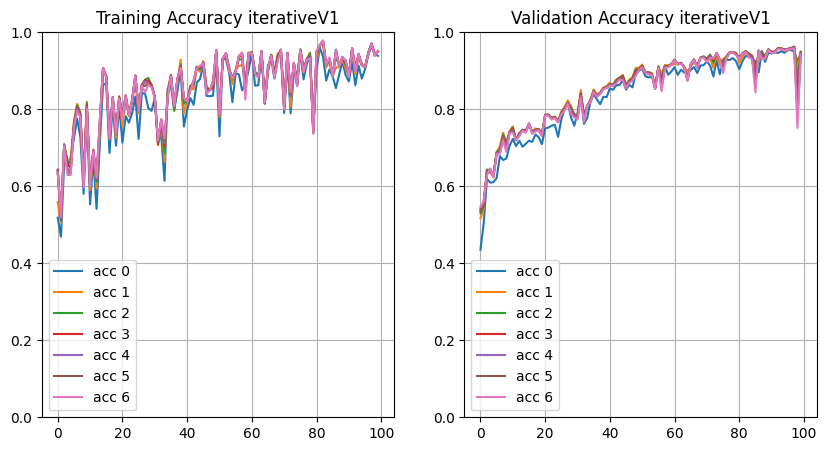 Training Accuracy iterativeV1
1.0
0.8
0.6
0.4
0.2
0.0
0
20
40
60
80
100
acc 0
acc 1
acc 2
acc 3
acc 4
acc 5
acc 6
Validation Accuracy iterativeV1
1.0
0.8
0.6
0.4
0.2
0.0
0
20
40
60
80
100
acc 0
acc 1
acc 2
acc 3
acc 4
acc 5
acc 6